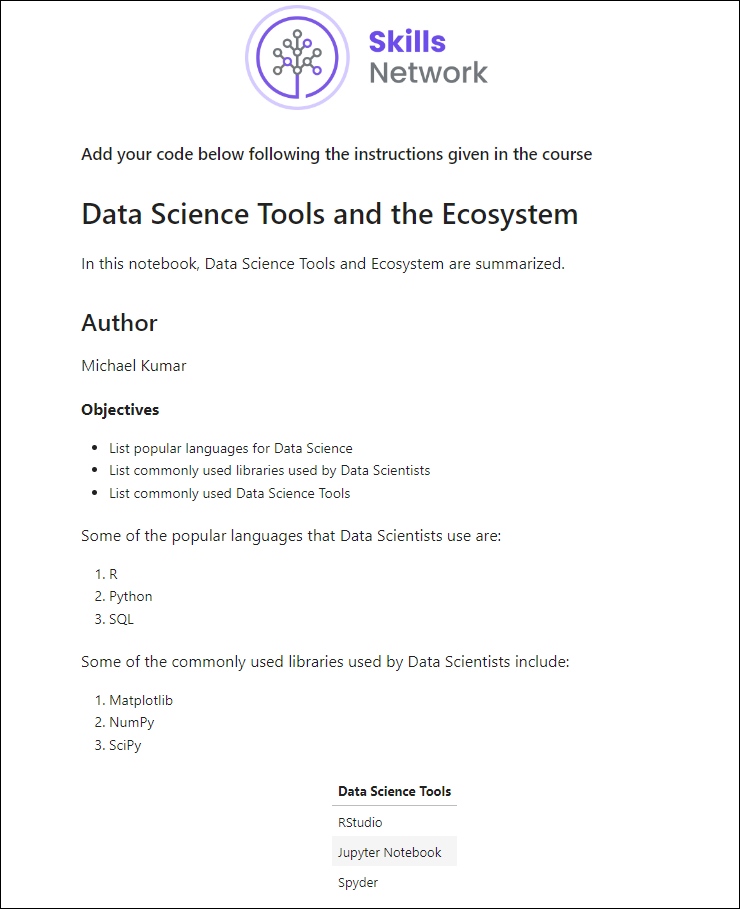 Skills
Network
Add your code below following the instructions given in the course
Data Science Tools and the Ecosystem
In this notebook, Data Science Tools and Ecosystem are summarized.
Author
Michael Kumar
Objectives
• List popular languages for Data Science
• List commonly used libraries used by Data Scientists
• List commonly used Data Science Tools
Some of the popular languages that Data Scientists use are:
1. R
2. Python
3. SQL
Some of the commonly used libraries used by Data Scientists include:
1. Matplotlib
2. NumPy
3. SciPy
Data Science Tools
RStudio
Jupyter Notebook
Spyder